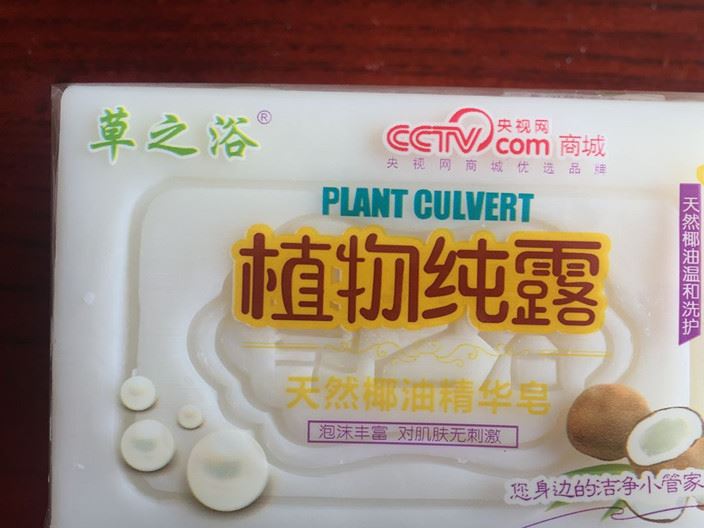 草之浴®
CCTV.com 央视网商城
央视网商城优选品牌
PLANT CULVERT
植物纯露
天然椰油精华皂
泡沫丰富 对肌肤无刺激
天然椰油温和洗护
您身边的洁净小管家